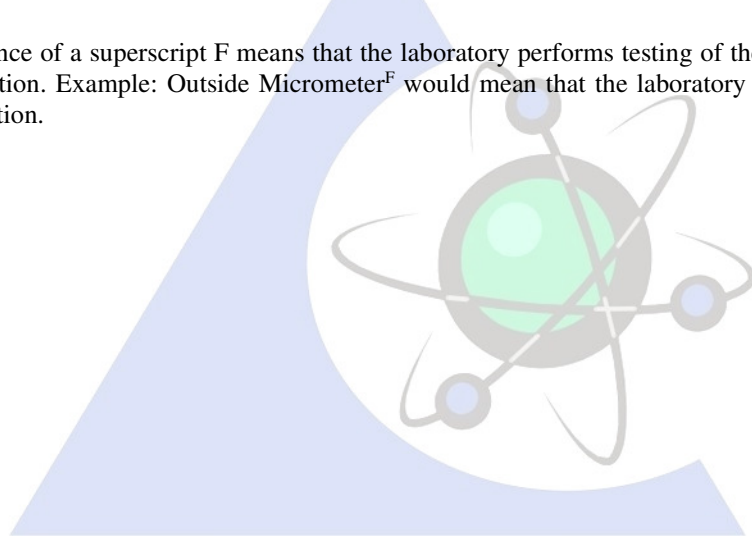 nce of a superscript F means that the laboratory performs testing of the
tion. Example: Outside Micrometerᶠ would mean that the laboratory
tion.